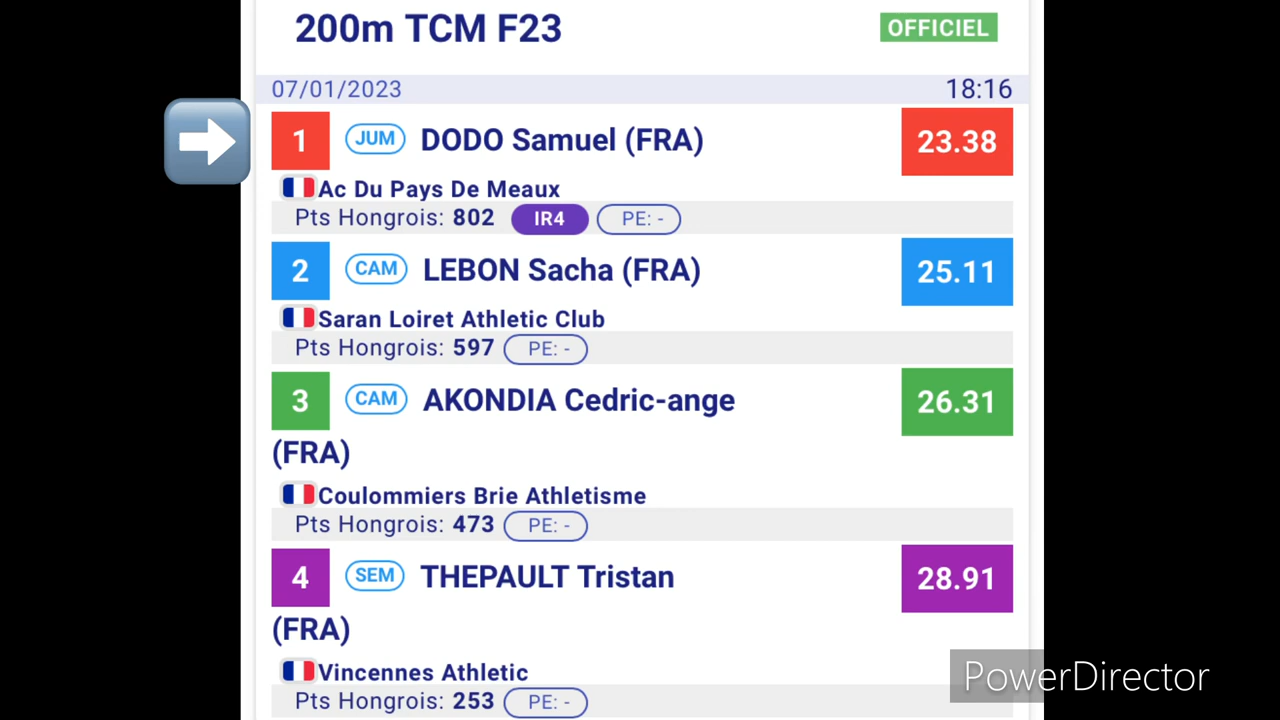 200m TCM F23 OFFICIEL
07/01/2023 18:16
1 JUM DODO Samuel (FRA) 23.38
Ac Du Pays De Meaux
Pts Hongrois: 802 IR4 PE: -
2 CAM LEBON Sacha (FRA) 25.11
Saran Loiret Athletic Club
Pts Hongrois: 597 PE: -
3 CAM AKONDIA Cedric-ange 26.31
(FRA)
Coulommiers Brie Athletisme
Pts Hongrois: 473 PE: -
4 SEM THEPAULT Tristan 28.91
(FRA)
Vincennes Athletic
Pts Hongrois: 253 PE: -
PowerDirector